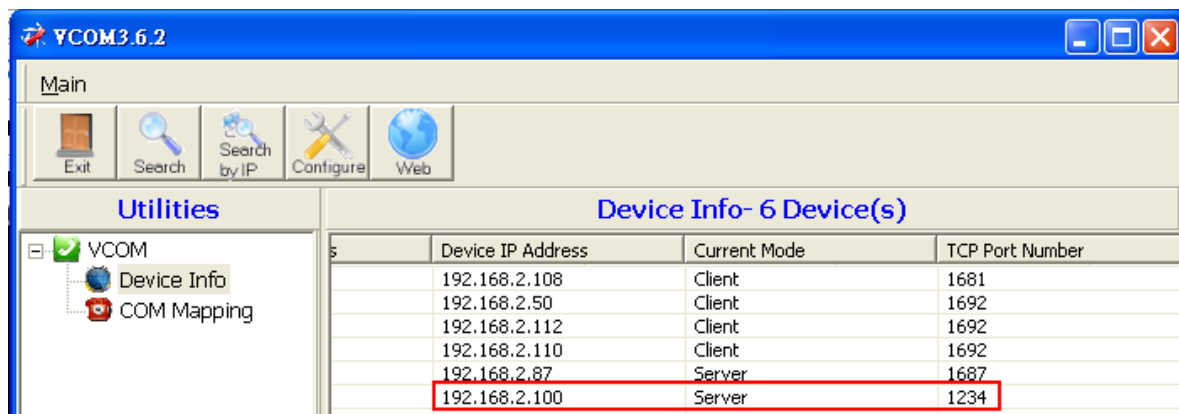 VCOM3.6.2
Main
Exit Search Search by IP Configure Web
Utilities
Device Info- 6 Device(s)
VCOM
Device Info
COM Mapping
s Device IP Address Current Mode TCP Port Number
192.168.2.108 Client 1681
192.168.2.50 Client 1692
192.168.2.112 Client 1692
192.168.2.110 Client 1692
192.168.2.87 Server 1687
192.168.2.100 Server 1234